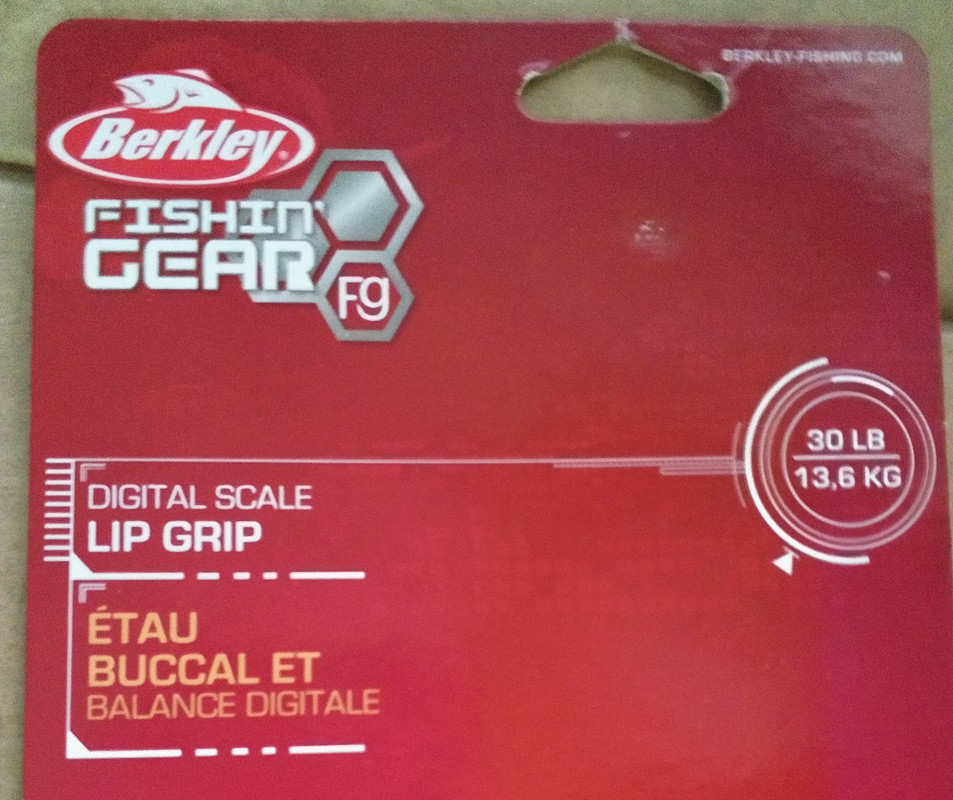 BERKLEY-FISHING.COM
Berkley®
FISHIN'
GEAR
Fg
30 LB
13,6 KG
DIGITAL SCALE
LIP GRIP
ÉTAU
BUCCAL ET
BALANCE DIGITALE